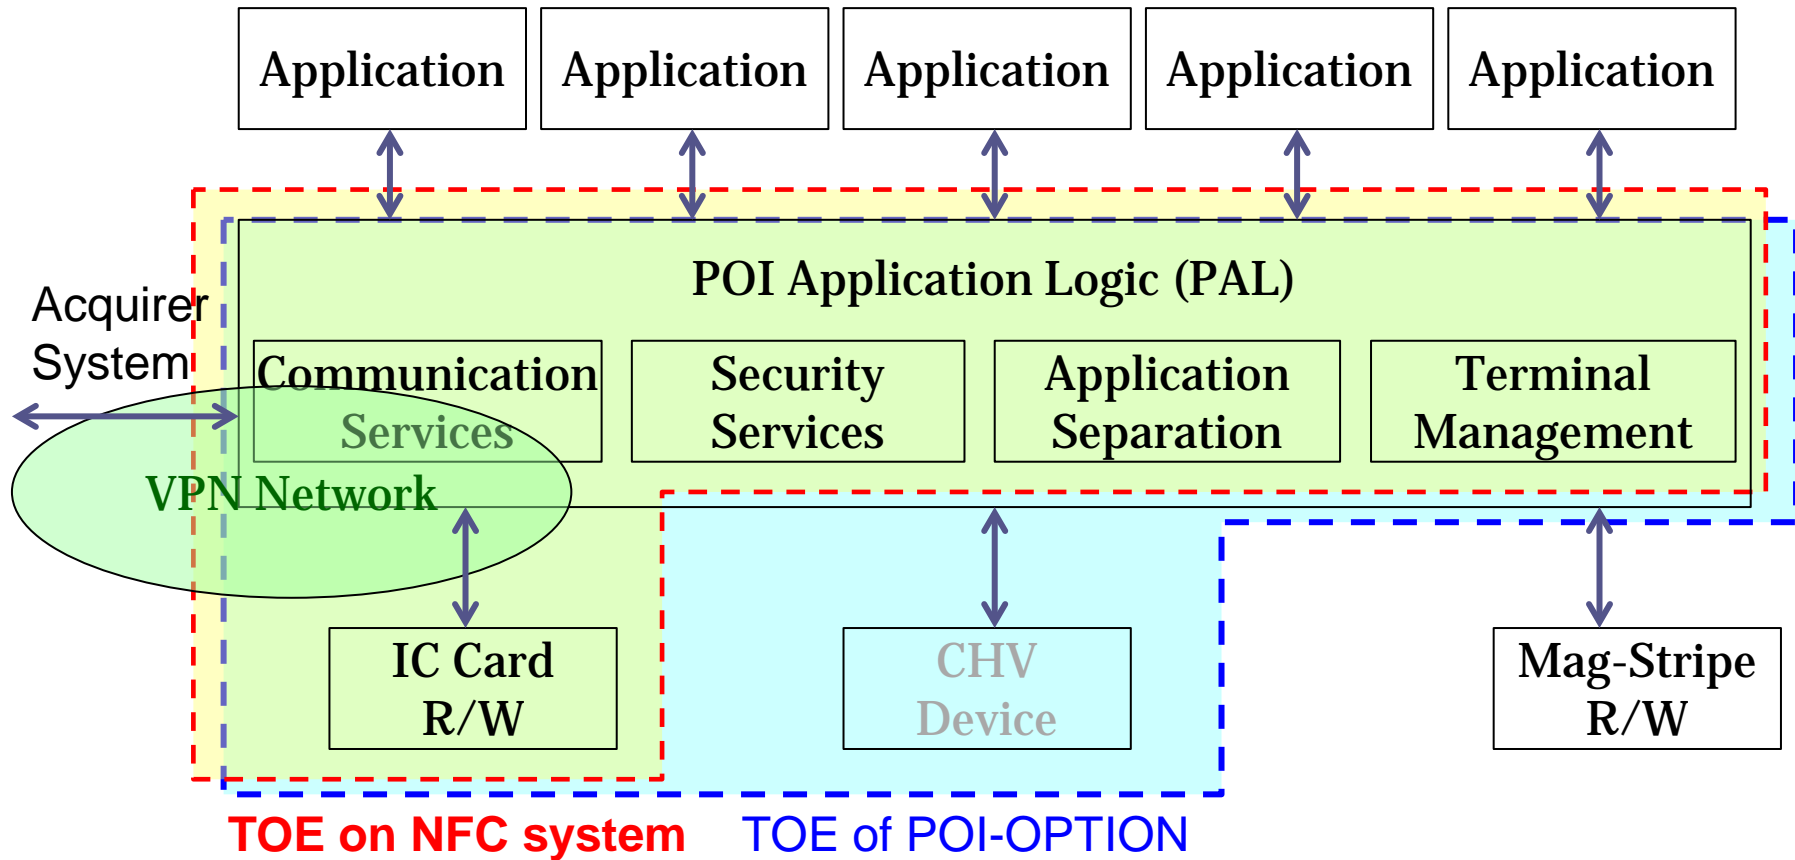 Application Application Application Application Application
POI Application Logic (PAL)
Acquirer
System
Communication
Services
Security
Services
Application
Separation
Terminal
Management
VPN Network
IC Card
R/W
CHV
Device
Mag-Stripe
R/W
TOE on NFC system TOE of POI-OPTION